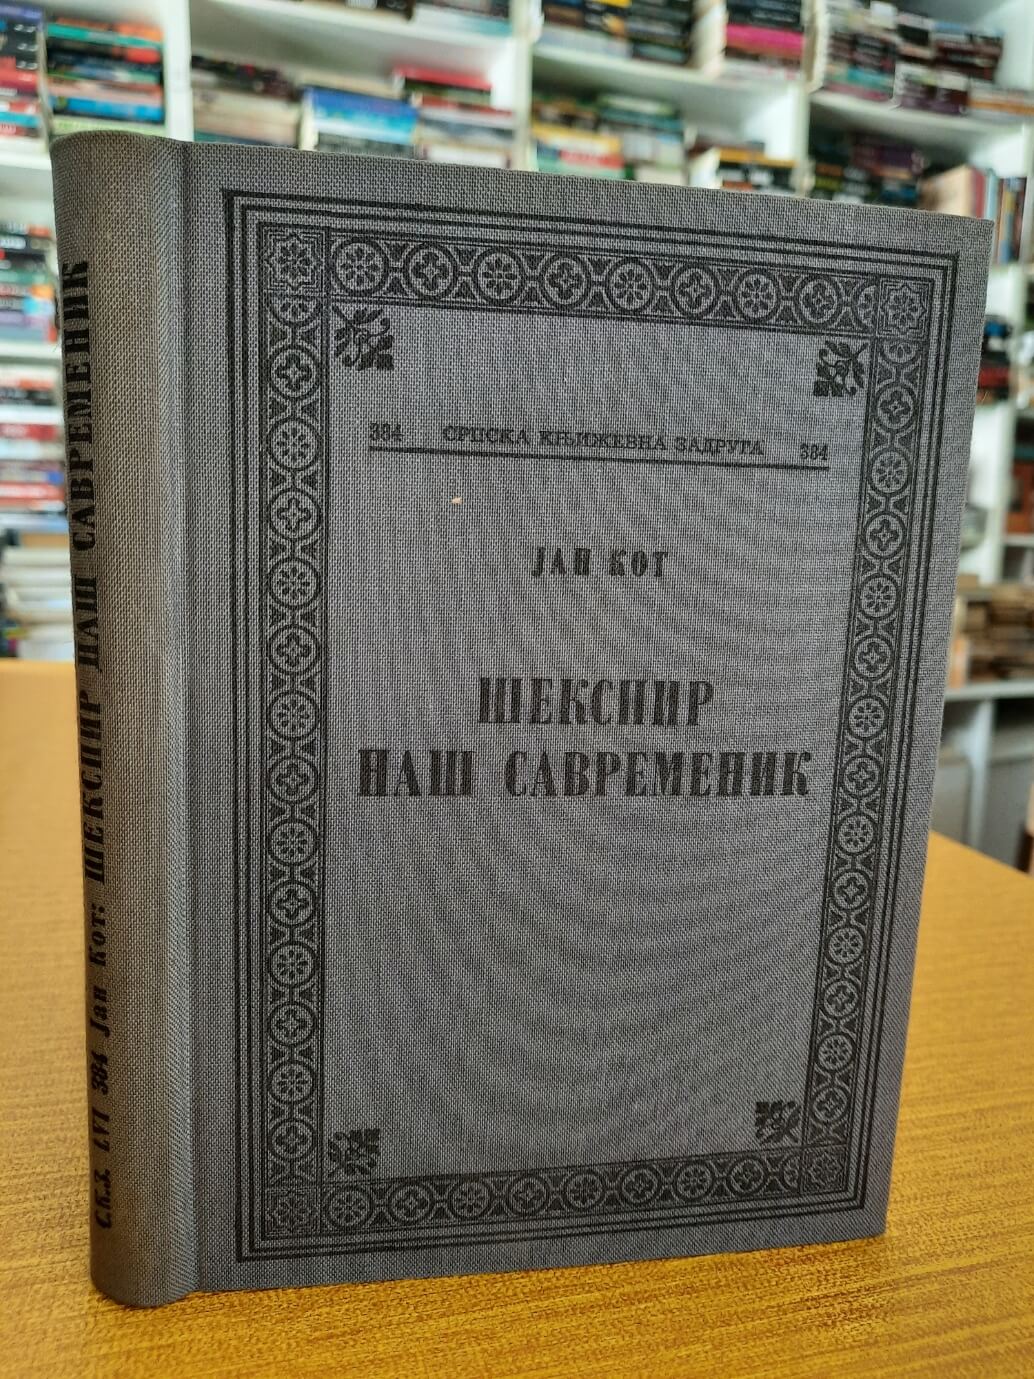 384 СРПСКА КЊИЖЕВНА ЗАДРУГА 384
ЈАН КОТ
ШЕКСПИР
НАШ САВРЕМЕНИК
С.К.З. LVI 384 Јан Кот: ШЕКСПИР НАШ САВРЕМЕНИК